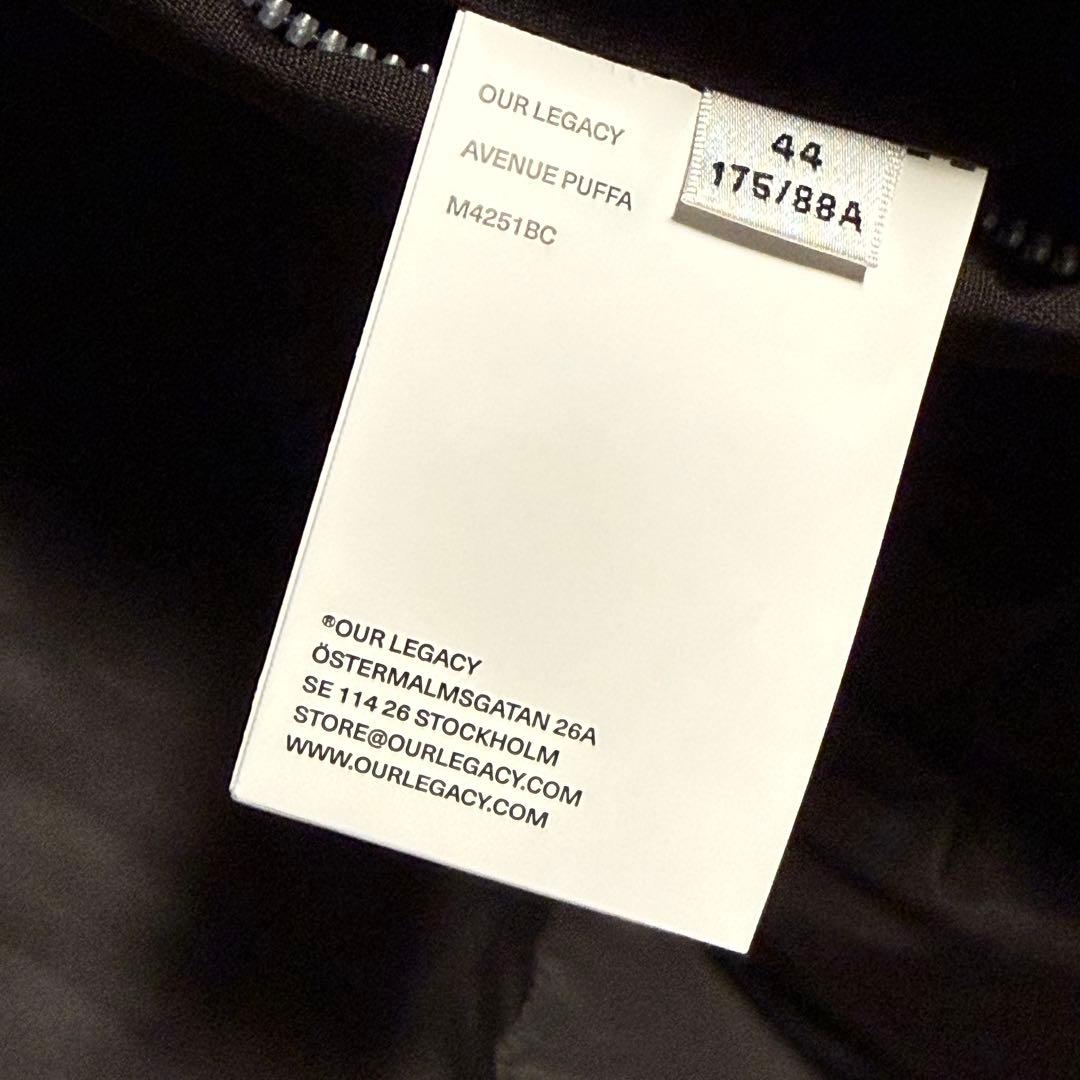 OUR LEGACY
AVENUE PUFFA
M4251BC
44
175/88A
®OUR LEGACY
ÖSTERMALMSGATAN 26A
SE 114 26 STOCKHOLM
STORE@OURLEGACY.COM
WWW.OURLEGACY.COM